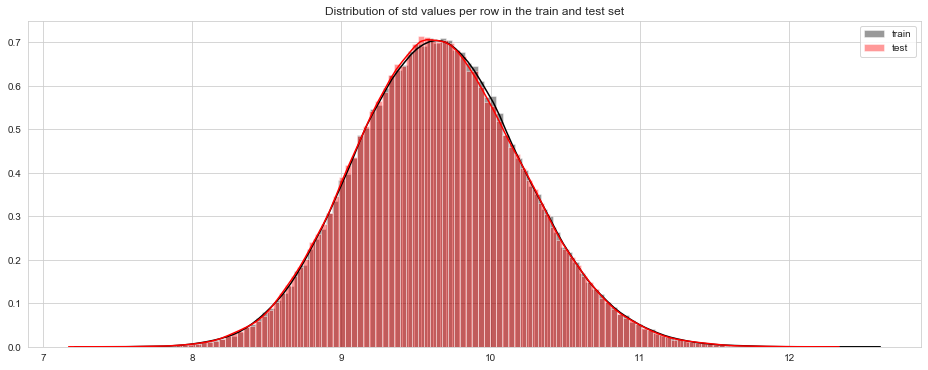 Distribution of std values per row in the train and test set
train
test
0.7
0.6
0.5
0.4
0.3
0.2
0.1
0.0
7 8 9 10 11 12